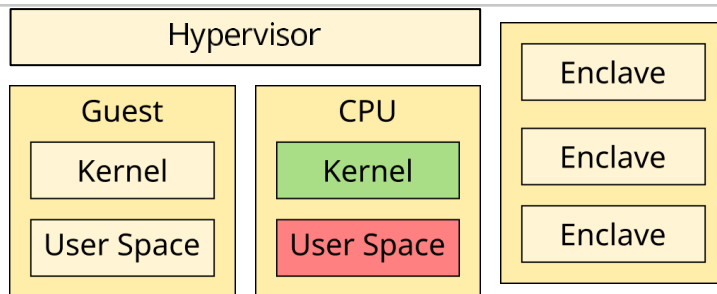 Hypervisor
Guest
Kernel
User Space
CPU
Kernel
User Space
Enclave
Enclave
Enclave